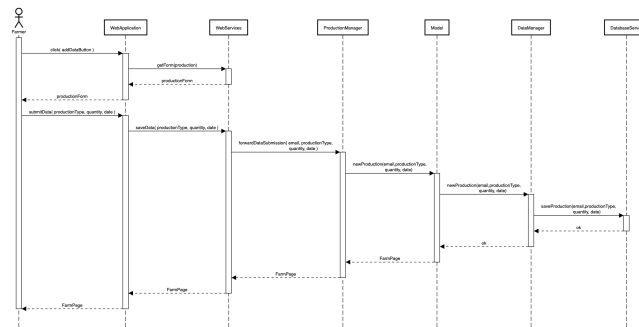 Farmer
WebApplication
WebServices
ProductionManager
Model
DataManager
DatabaseServ
click( addDataButton )
getForm(production)
productionForm
productionForm
submitData( productionType, quantity, date )
saveData( productionType, quantity, date )
forwardDataSubmission( email, productionType,
quantity, date )
newProduction(email,productionType,
quantity, date)
newProduction(email,productionType,
quantity, date)
saveProduction(email,productionType,
quantity, date)
ok
ok
FarmPage
FarmPage
FarmPage
FarmPage